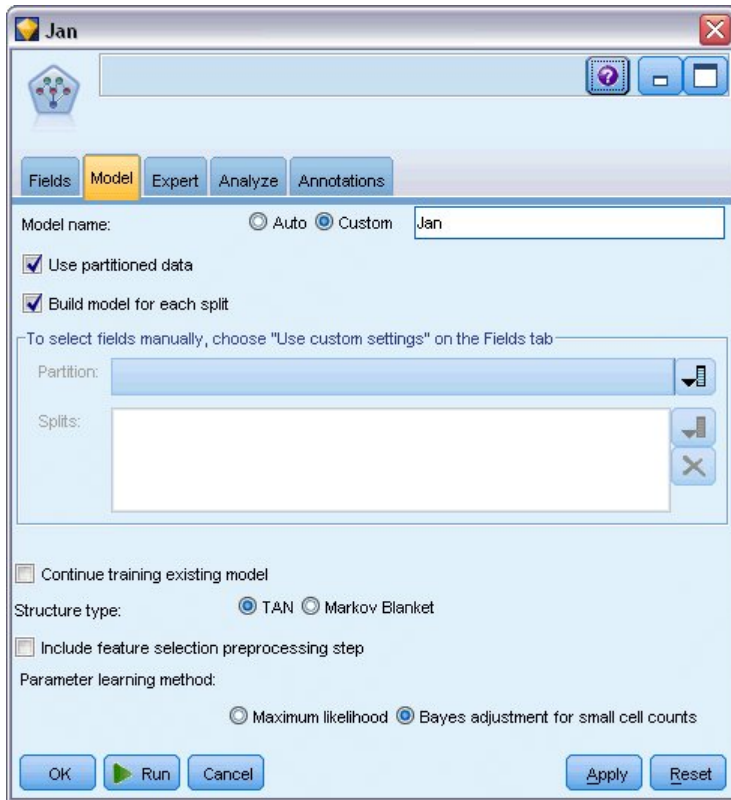 Jan
?
Fields Model Expert Analyze Annotations
Model name: Auto Custom Jan
Use partitioned data
Build model for each split
To select fields manually, choose "Use custom settings" on the Fields tab
Partition:
Splits:
Continue training existing model
Structure type: TAN Markov Blanket
Include feature selection preprocessing step
Parameter learning method:
Maximum likelihood Bayes adjustment for small cell counts
OK Run Cancel Apply Reset